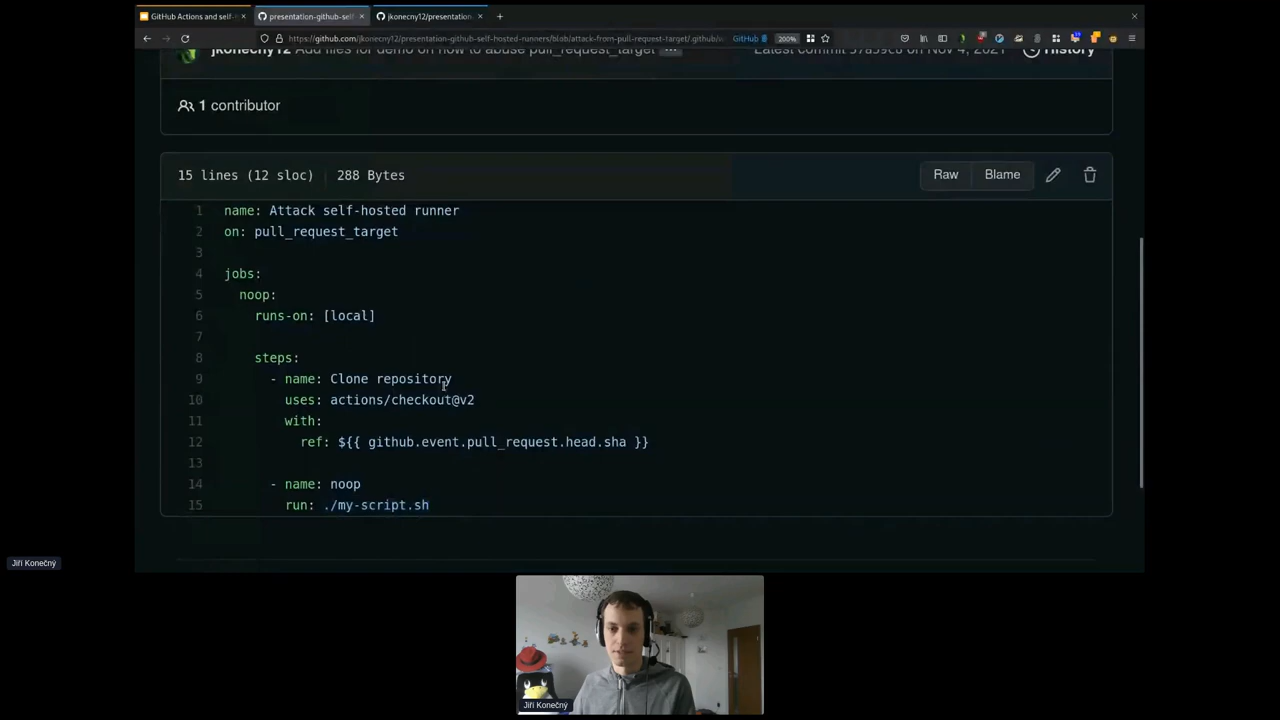 GitHub Actions and self-
presentation-github-self
jkonecny12/presentation
https://github.com/jkonecny12/presentation-github-self-hosted-runners/blob/attack-from-pull-request-target/.github/
GitHub
200%
jkonecny12 Add files for demo on how to abuse pull_request_target
Latest commit 37a59c8 on Nov 4, 2021
History
1 contributor
15 lines (12 sloc) 288 Bytes
Raw
Blame
1 name: Attack self-hosted runner
2 on: pull_request_target
3
4 jobs:
5 noop:
6 runs-on: [local]
7
8 steps:
9 - name: Clone repository
10 uses: actions/checkout@v2
11 with:
12 ref: ${{ github.event.pull_request.head.sha }}
13
14 - name: noop
15 run: ./my-script.sh
Jiří Konečný
Jiří Konečný